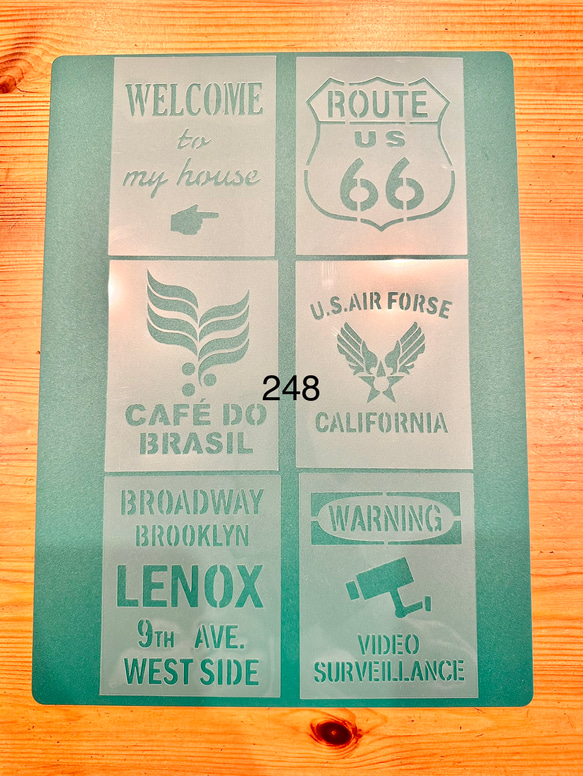 WELCOME
to
my house
ROUTE
US
66
CAFÉ DO
BRASIL
U.S.AIR FORSE
CALIFORNIA
248
BROADWAY
BROOKLYN
LENOX
9TH AVE.
WEST SIDE
WARNING
VIDEO
SURVEILLANCE